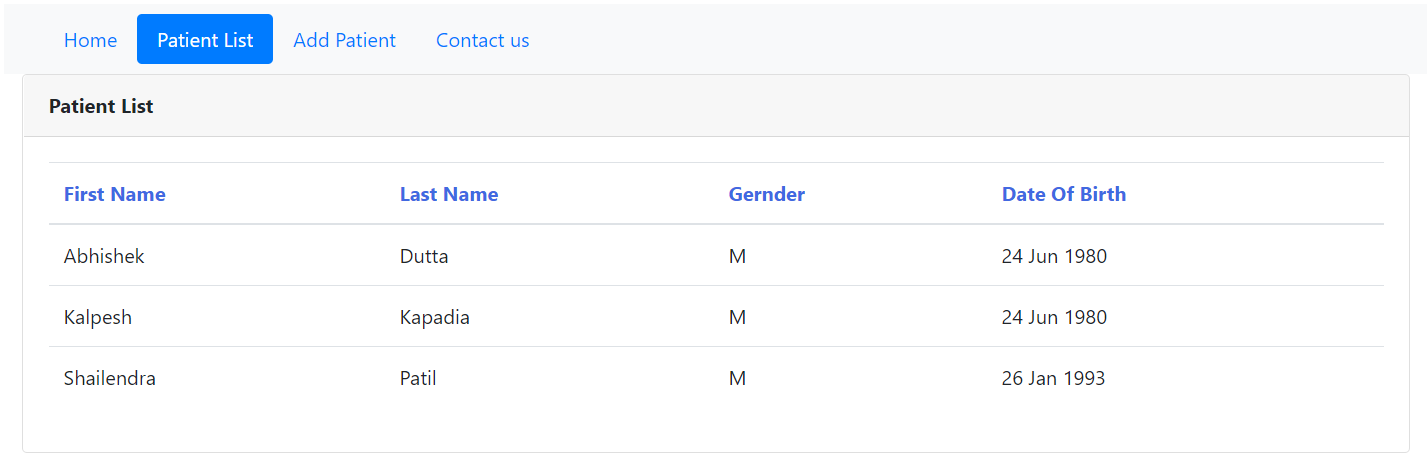 Home Patient List Add Patient Contact us
Patient List
First Name Last Name Gernder Date Of Birth
Abhishek Dutta M 24 Jun 1980
Kalpesh Kapadia M 24 Jun 1980
Shailendra Patil M 26 Jan 1993